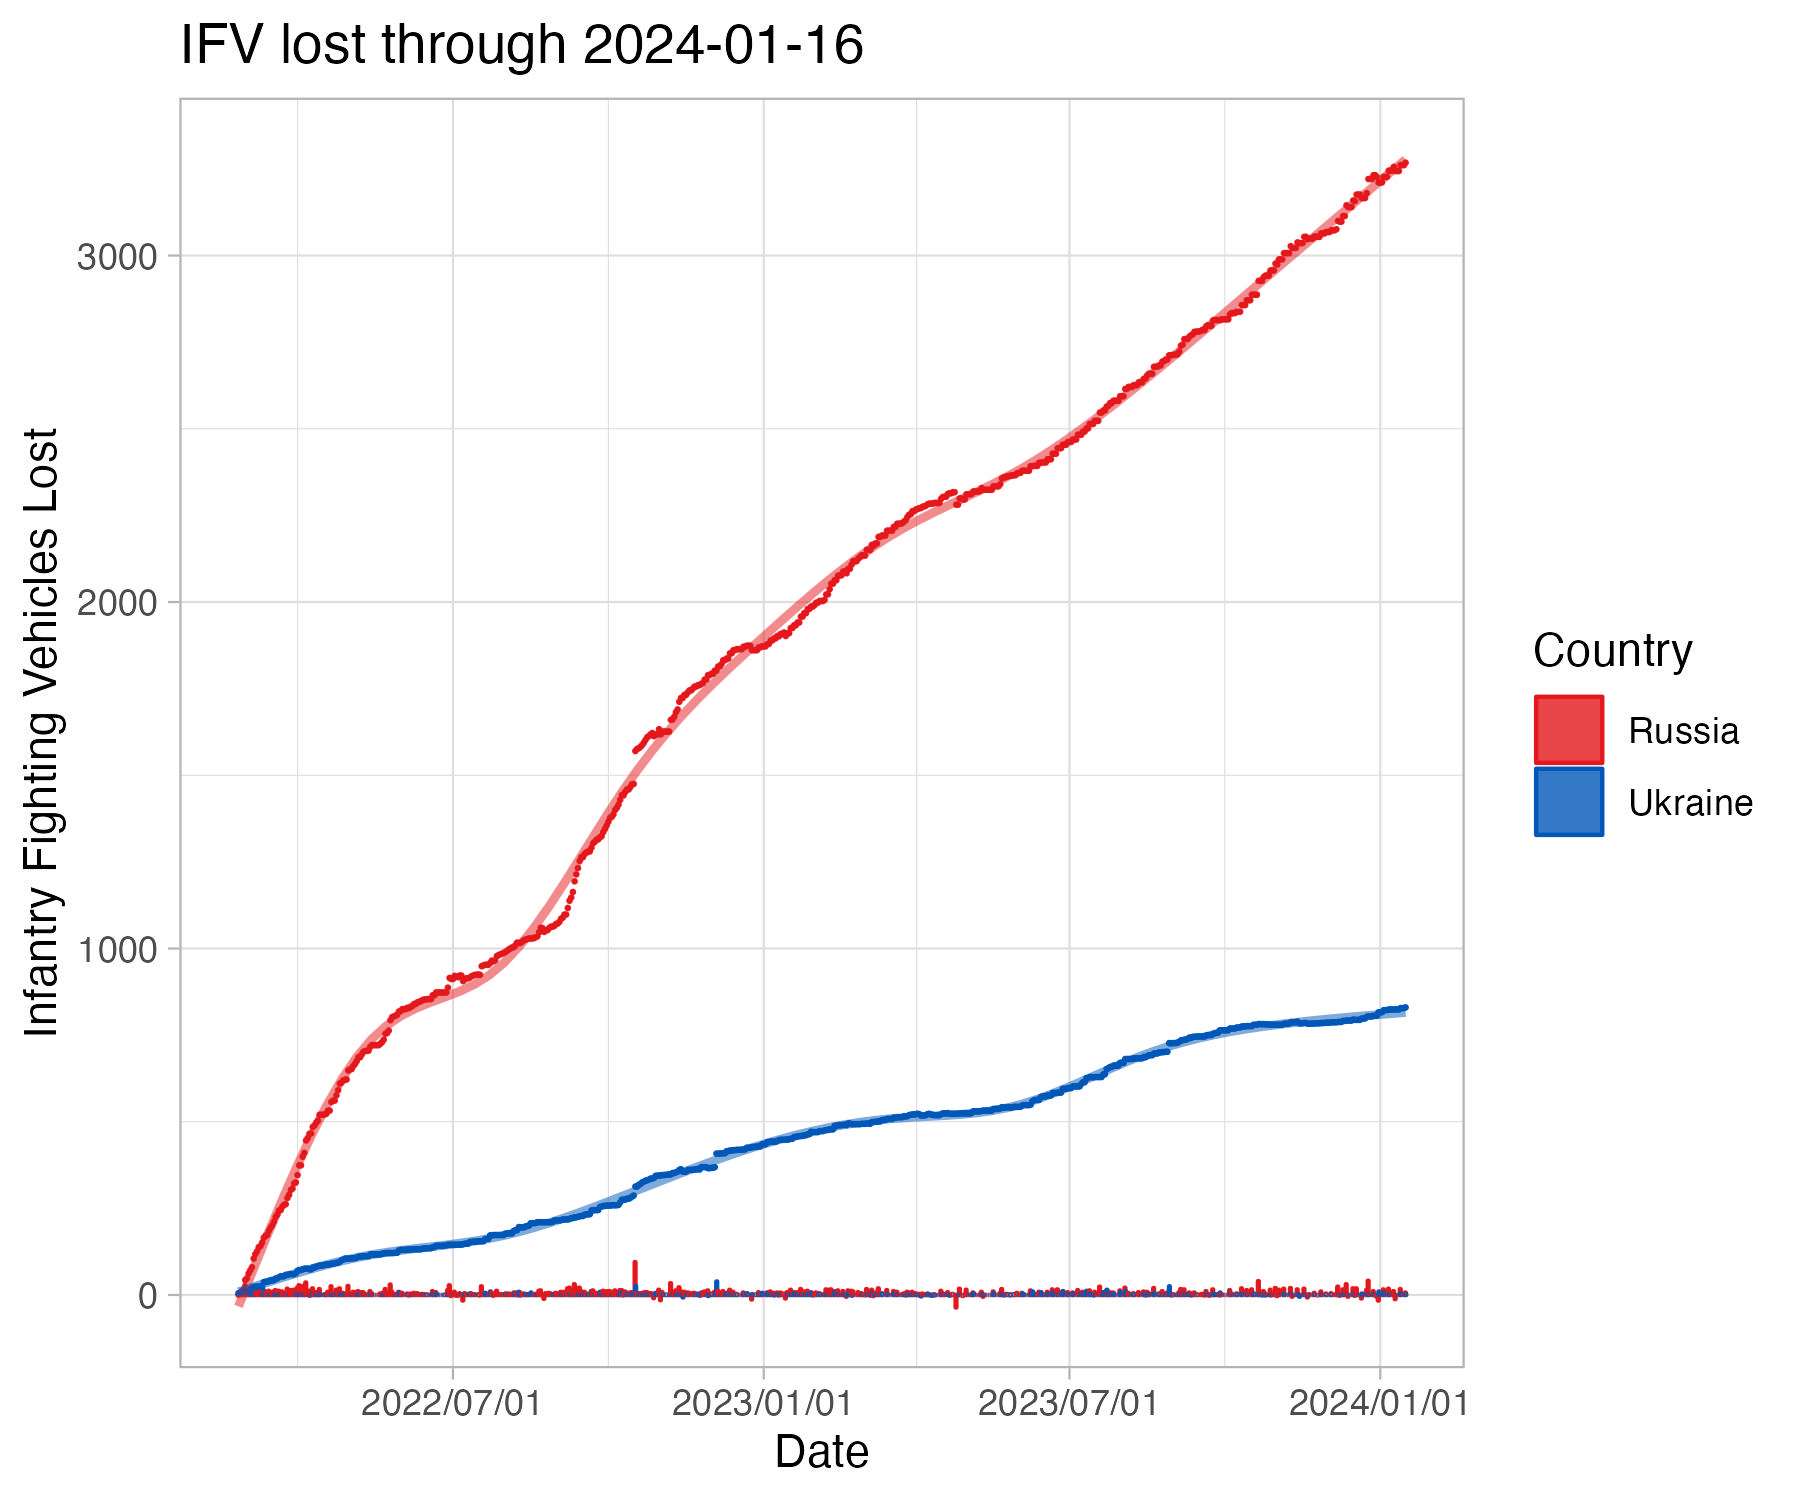 IFV lost through 2024-01-16
Infantry Fighting Vehicles Lost
3000
2000
1000
0
2022/07/01
2023/01/01
2023/07/01
2024/01/01
Date
Country
Russia
Ukraine